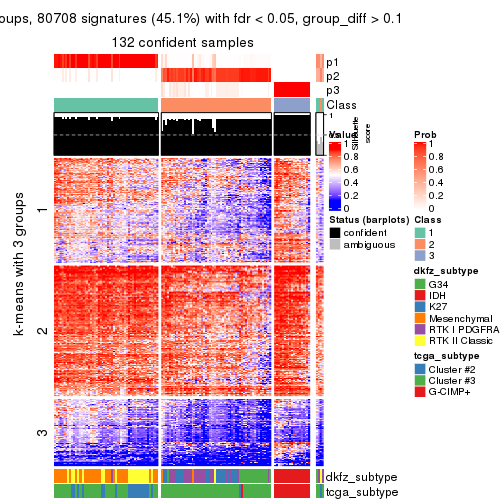 oups, 80708 signatures (45.1%) with fdr < 0.05, group_diff > 0.1
132 confident samples
p1
p2
p3
Class
1
Silhouette
score
k-means with 3 groups
1
2
3
Value
1
0.8
0.6
0.4
0.2
0
Prob
1
0.8
0.6
0.4
0.2
0
Status (barplots)
confident
ambiguous
Class
1
2
3
dkfz_subtype
G34
IDH
K27
Mesenchymal
RTK I PDGFRA
RTK II Classic
tcga_subtype
Cluster #2
Cluster #3
G-CIMP+
dkfz_subtype
tcga_subtype